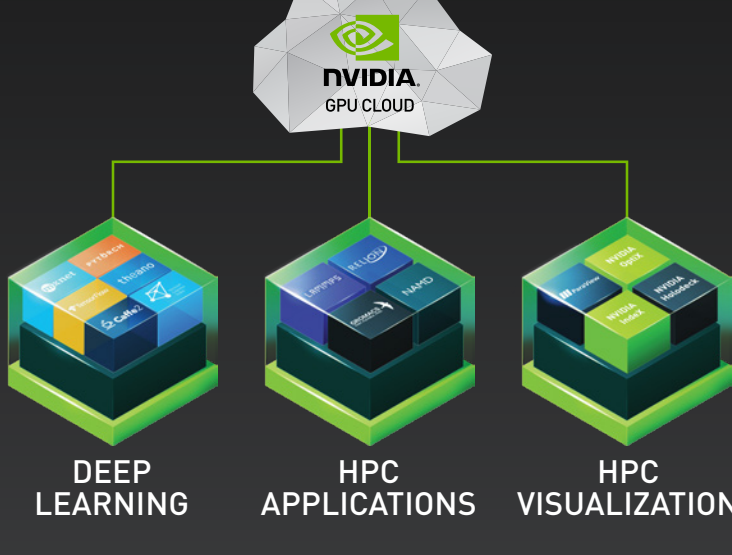 NVIDIA.
GPU CLOUD
PYTORCH
mxnet
theano
TensorFlow
Caffe2
RELION
LAMMPS
NAMD
GROMACS
NVIDIA
OptiX
ParaView
NVIDIA
Holodeck
NVIDIA
IndeX
DEEP
LEARNING
HPC
APPLICATIONS
HPC
VISUALIZATION